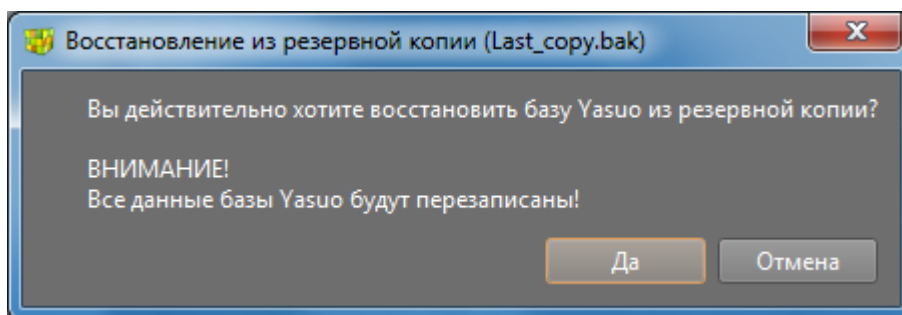 Восстановление из резервной копии (Last_copy.bak)
Вы действительно хотите восстановить базу Yasuo из резервной копии?
ВНИМАНИЕ!
Все данные базы Yasuo будут перезаписаны!
Да Отмена